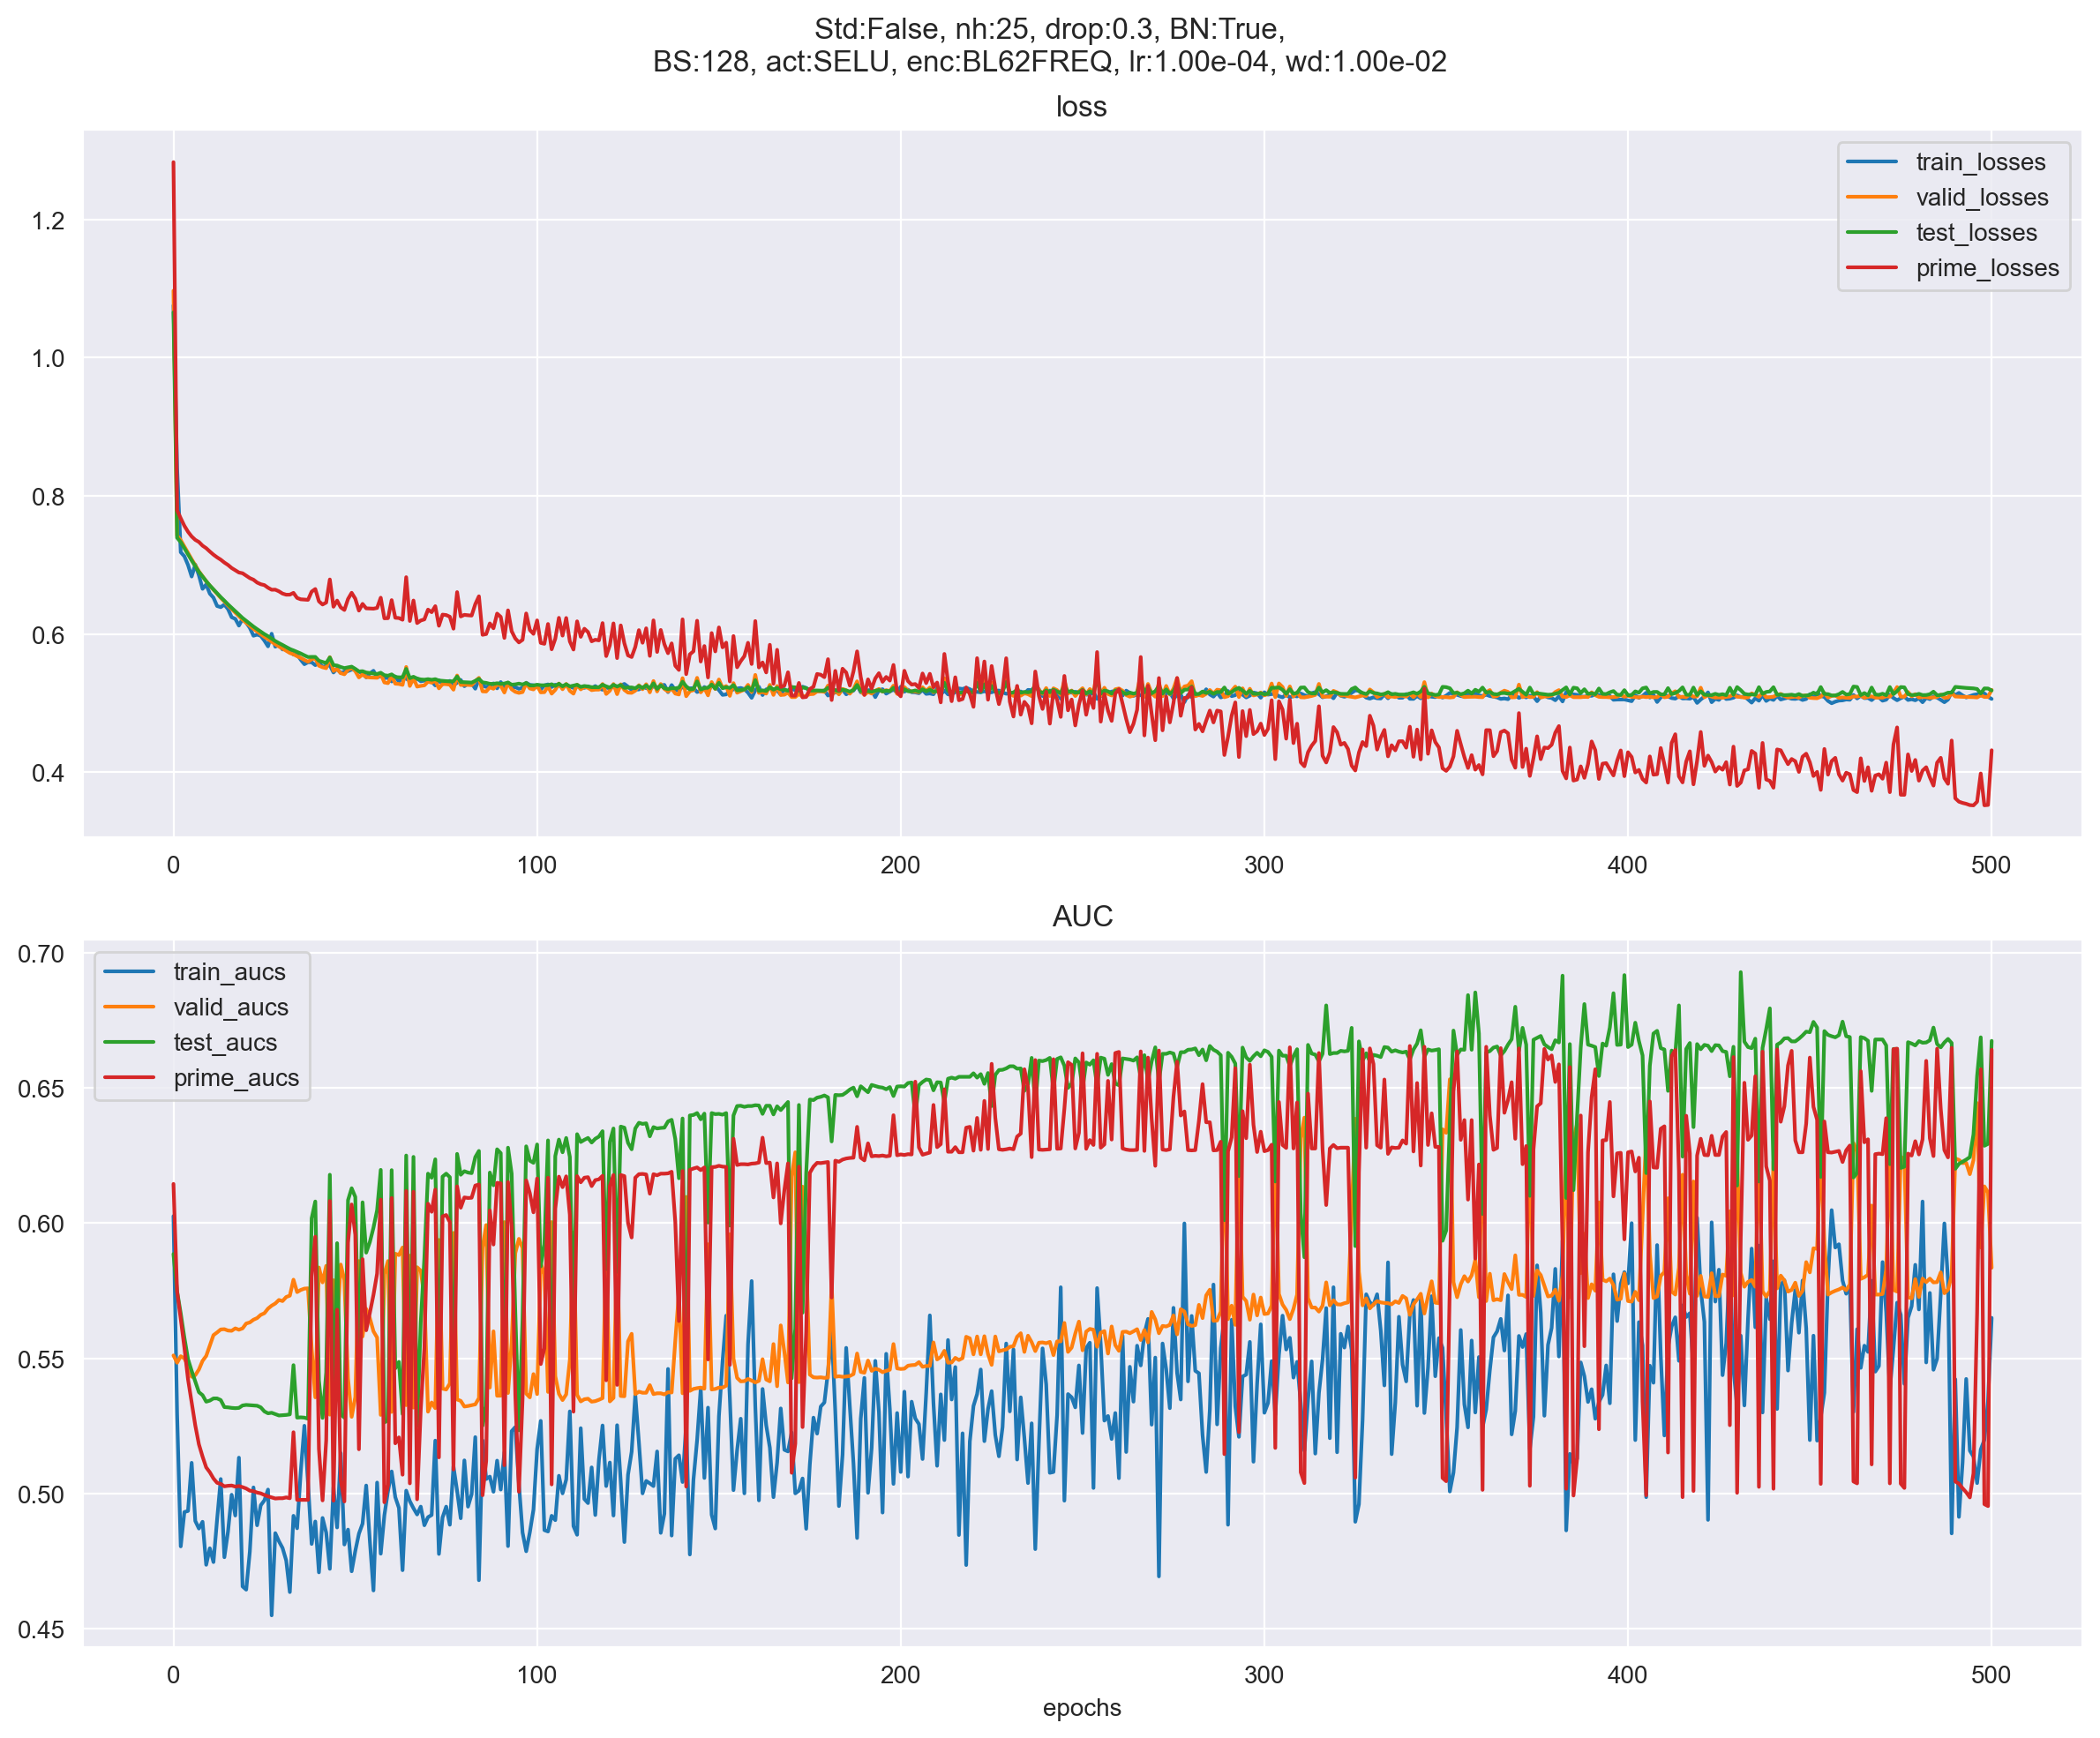 Std:False, nh:25, drop:0.3, BN:True,
BS:128, act:SELU, enc:BL62FREQ, lr:1.00e-04, wd:1.00e-02
loss
train_losses
valid_losses
test_losses
prime_losses
1.2
1.0
0.8
0.6
0.4
0 100 200 300 400 500
AUC
train_aucs
valid_aucs
test_aucs
prime_aucs
0.70
0.65
0.60
0.55
0.50
0.45
0 100 200 300 400 500
epochs